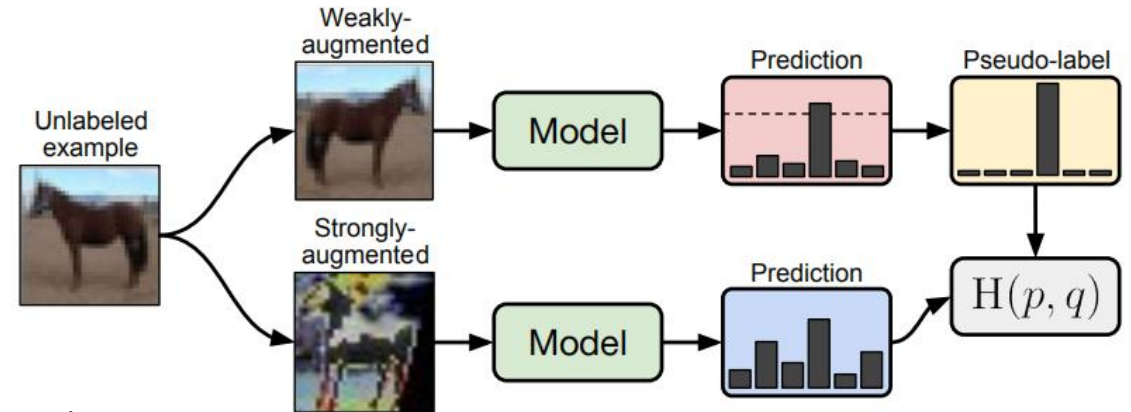 Unlabeled
example
Weakly-
augmented
Model
Prediction
Pseudo-label
Strongly-
augmented
Model
Prediction
H(p, q)